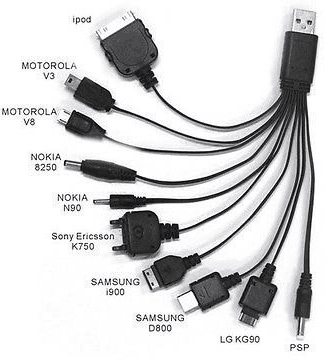 ipod
MOTOROLA
V3
MOTOROLA
V8
NOKIA
8250
NOKIA
N90
Sony Ericsson
K750
SAMSUNG
i900
SAMSUNG
D800
LG KG90
PSP